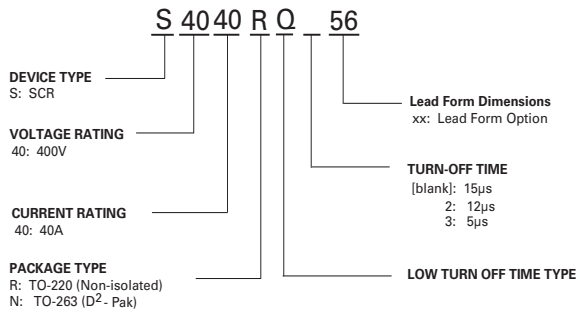 S 40 40 R Q _ 56
DEVICE TYPE
S: SCR
VOLTAGE RATING
40: 400V
CURRENT RATING
40: 40A
PACKAGE TYPE
R: TO-220 (Non-isolated)
N: TO-263 (D2- Pak)
Lead Form Dimensions
xx: Lead Form Option
TURN-OFF TIME
[blank]: 15µs
2: 12µs
3: 5µs
LOW TURN OFF TIME TYPE